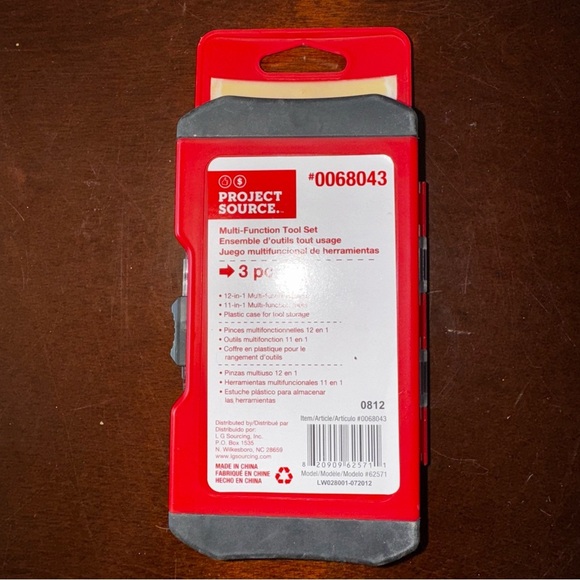 #0068043
PROJECT
SOURCE.
Multi-Function Tool Set
Ensemble d'outils tout usage
Juego multifuncional de herramientas
3
• 12-in-1
• 11-in-1
• Plastic case for tool storage
• Pinces multifonctionnelles 12 en 1
• Outils multifonction 11 en 1
• Coffre en plastique pour le
rangement d'outils
• Pinzas multiuso 12 en 1
• Herramientas multifuncionales 11 en 1
• Estuche plástico para almacenar
las herramientas
0812
Distributed by/Distribué par
Distribuido por:
L G Sourcing, Inc.
P.O. Box 1535
N. Wilkesboro, NC 28659
www.lgsourcing.com
MADE IN CHINA
FABRIQUÉ EN CHINE
HECHO EN CHINA
Item/Article/Artículo #0068043
8 20909 62571 1
Model/Modèle/Modelo #62571
LW028001-072012